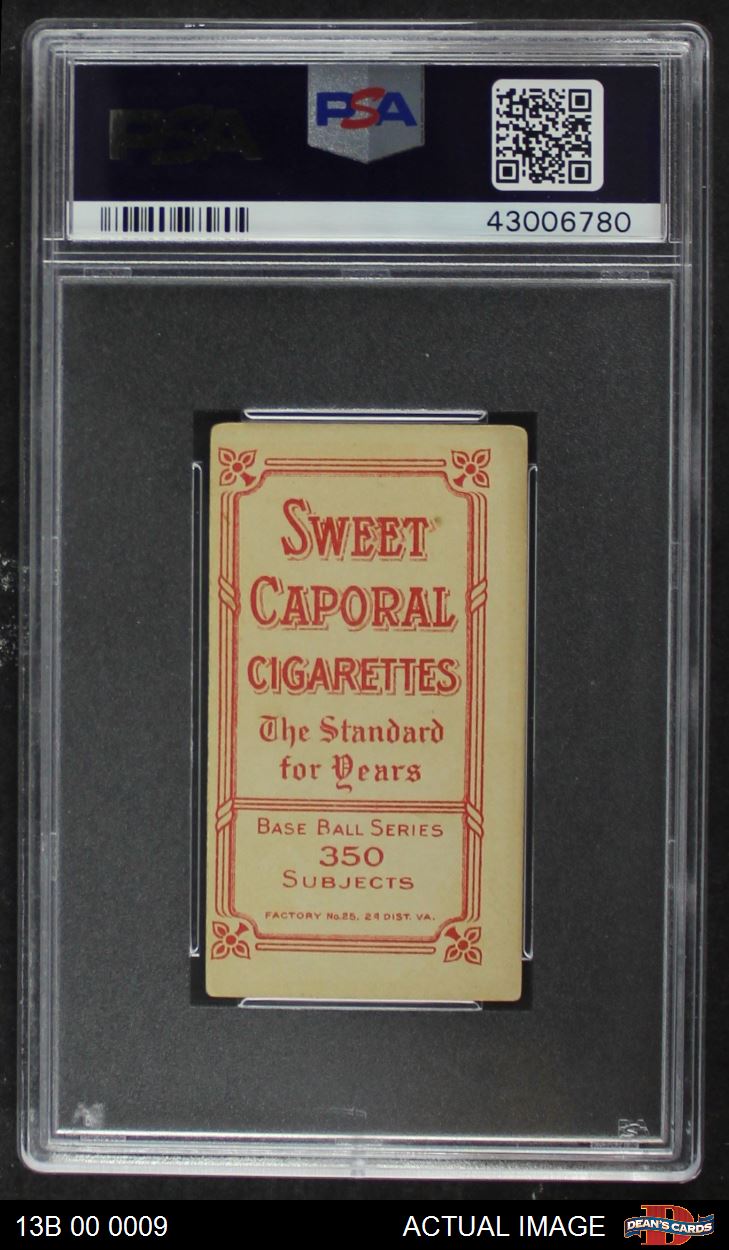 PSA
PSA
43006780
SWEET
CAPORAL
CIGARETTES
The Standard
for Years
BASE BALL SERIES
350
SUBJECTS
FACTORY No. 25, 2d DIST. VA.
PSA
13B 00 0009
ACTUAL IMAGE
D
DEAN'S CARDS